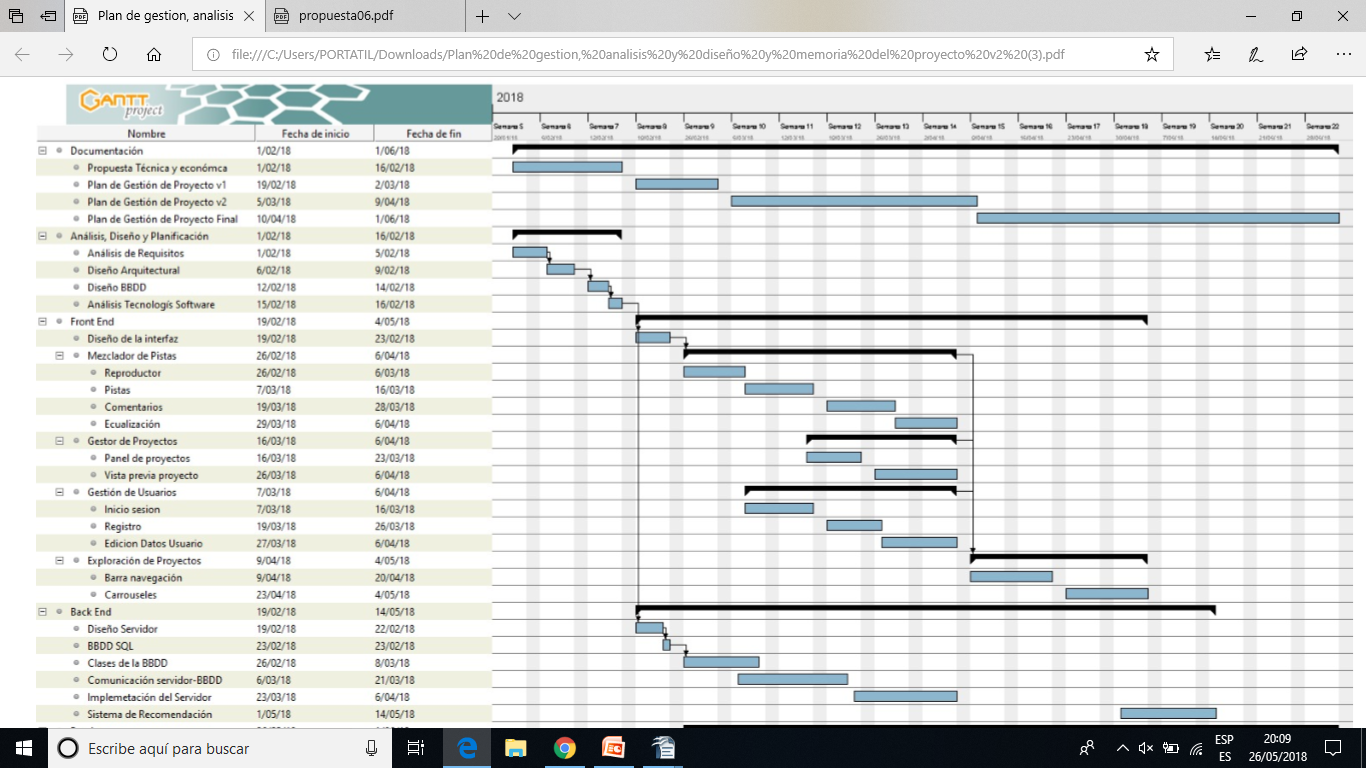 Plan de gestion, analisis
propuesta06.pdf
file:///C:/Users/PORTATIL/Downloads/Plan%20de%20gestion,%20analisis%20y%20diseño%20y%20memoria%20del%20proyecto%20v2%20(3).pdf
GANTT project
2018
Nombre Fecha de inicio Fecha de fin
Semana 5 Semana 6 Semana 7 Semana 8 Semana 9 Semana 10 Semana 11 Semana 12 Semana 13 Semana 14 Semana 15 Semana 16 Semana 17 Semana 18 Semana 19 Semana 20 Semana 21 Semana 22
Documentación 1/02/18 1/06/18
Propuesta Técnica y económca 1/02/18 16/02/18
Plan de Gestión de Proyecto v1 19/02/18 2/03/18
Plan de Gestión de Proyecto v2 5/03/18 9/04/18
Plan de Gestión de Proyecto Final 10/04/18 1/06/18
Análisis, Diseño y Planificación 1/02/18 16/02/18
Análisis de Requisitos 1/02/18 5/02/18
Diseño Arquitectural 6/02/18 9/02/18
Diseño BBDD 12/02/18 14/02/18
Análisis Tecnologís Software 15/02/18 16/02/18
Front End 19/02/18 4/05/18
Diseño de la interfaz 19/02/18 23/02/18
Mezclador de Pistas 26/02/18 6/04/18
Reproductor 26/02/18 6/03/18
Pistas 7/03/18 16/03/18
Comentarios 19/03/18 28/03/18
Ecualización 29/03/18 6/04/18
Gestor de Proyectos 16/03/18 6/04/18
Panel de proyectos 16/03/18 23/03/18
Vista previa proyecto 26/03/18 6/04/18
Gestión de Usuarios 7/03/18 6/04/18
Inicio sesion 7/03/18 16/03/18
Registro 19/03/18 26/03/18
Edicion Datos Usuario 27/03/18 6/04/18
Exploración de Proyectos 9/04/18 4/05/18
Barra navegación 9/04/18 20/04/18
Carrouseles 23/04/18 4/05/18
Back End 19/02/18 14/05/18
Diseño Servidor 19/02/18 22/02/18
BBDD SQL 23/02/18 23/02/18
Clases de la BBDD 26/02/18 8/03/18
Comunicación servidor-BBDD 6/03/18 21/03/18
Implemetación del Servidor 23/03/18 6/04/18
Sistema de Recomendación 1/05/18 14/05/18
Escribe aquí para buscar
ESP
ES
20:09
26/05/2018